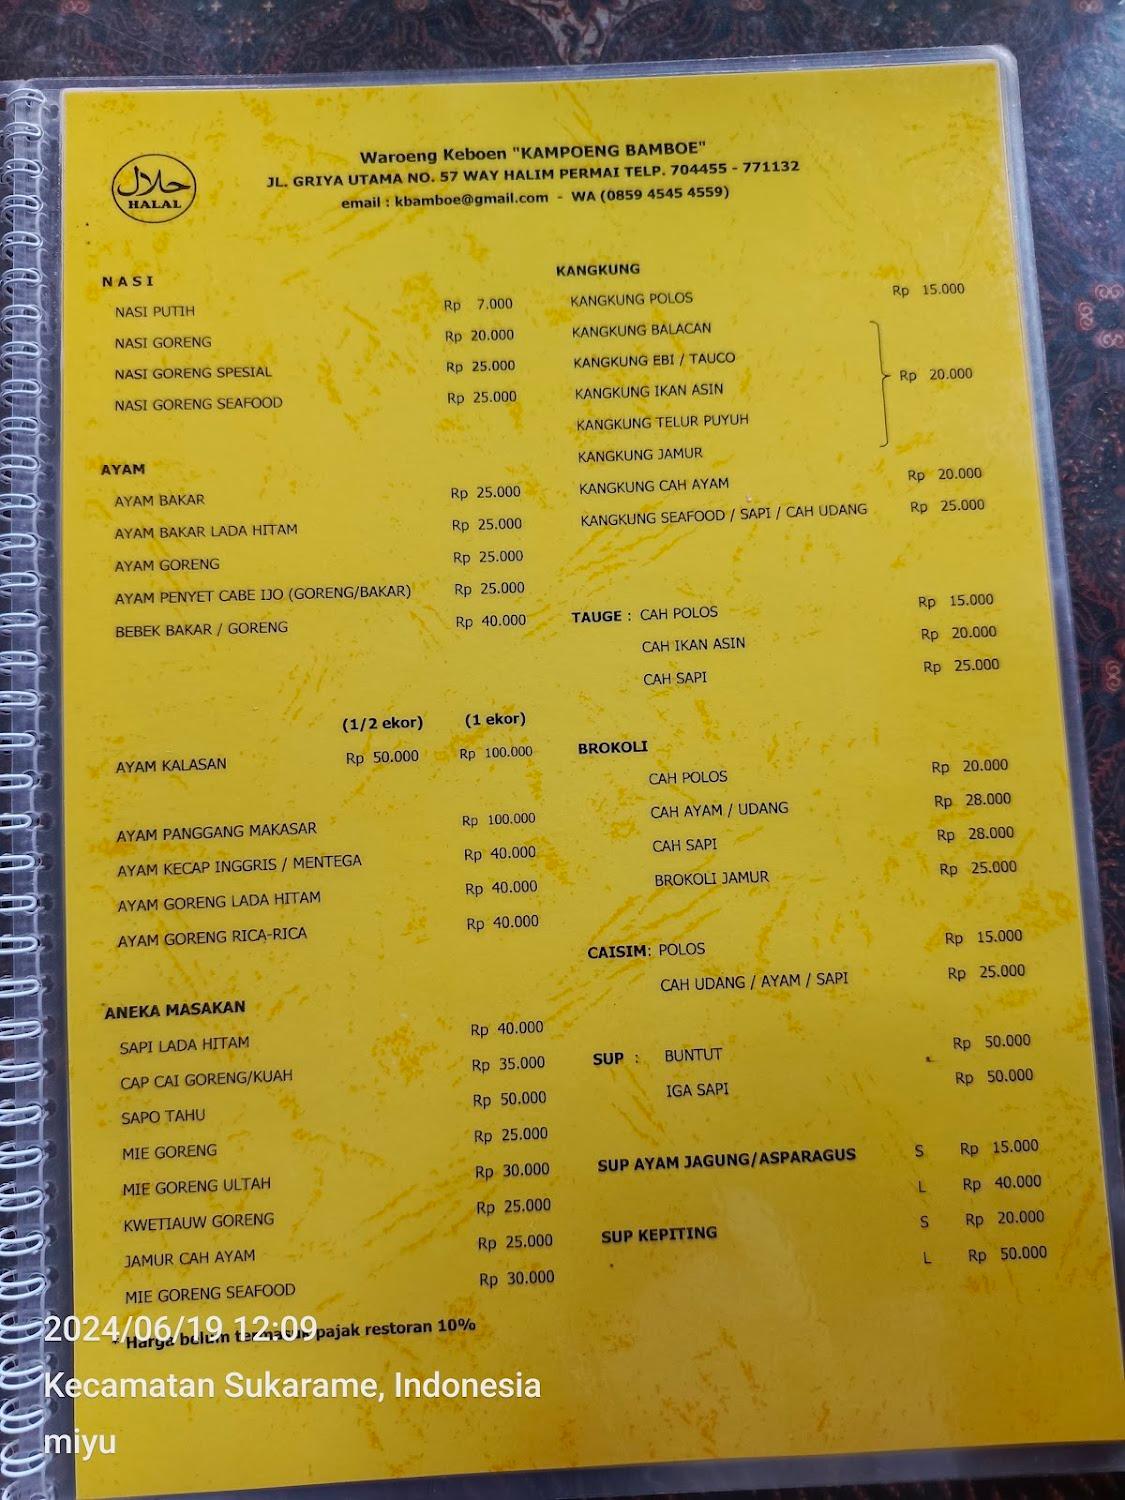 حلال
HALAL
Waroeng Keboen "KAMPOENG BAMBOE"
JL. GRIYA UTAMA NO. 57 WAY HALIM PERMAI TELP. 704455 - 771132
email : kbamboe@gmail.com - WA (0859 4545 4559)
NASI
NASI PUTIH Rp 7.000
NASI GORENG Rp 20.000
NASI GORENG SPESIAL Rp 25.000
NASI GORENG SEAFOOD Rp 25.000
AYAM
AYAM BAKAR Rp 25.000
AYAM BAKAR LADA HITAM Rp 25.000
AYAM GORENG Rp 25.000
AYAM PENYET CABE IJO (GORENG/BAKAR) Rp 25.000
BEBEK BAKAR / GORENG Rp 40.000
(1/2 ekor) (1 ekor)
AYAM KALASAN Rp 50.000 Rp 100.000
AYAM PANGGANG MAKASAR Rp 100.000
AYAM KECAP INGGRIS / MENTEGA Rp 40.000
AYAM GORENG LADA HITAM Rp 40.000
AYAM GORENG RICA-RICA Rp 40.000
ANEKA MASAKAN
SAPI LADA HITAM Rp 40.000
CAP CAI GORENG/KUAH Rp 35.000
SAPO TAHU Rp 50.000
MIE GORENG Rp 25.000
MIE GORENG ULTAH Rp 30.000
KWETIAUW GORENG Rp 25.000
JAMUR CAH AYAM Rp 25.000
MIE GORENG SEAFOOD Rp 30.000
* Harga belum termasuk pajak restoran 10%
KANGKUNG
KANGKUNG POLOS Rp 15.000
KANGKUNG BALACAN
KANGKUNG EBI / TAUCO
KANGKUNG IKAN ASIN Rp 20.000
KANGKUNG TELUR PUYUH
KANGKUNG JAMUR
KANGKUNG CAH AYAM Rp 20.000
KANGKUNG SEAFOOD / SAPI / CAH UDANG Rp 25.000
TAUGE : CAH POLOS Rp 15.000
CAH IKAN ASIN Rp 20.000
CAH SAPI Rp 25.000
BROKOLI
CAH POLOS Rp 20.000
CAH AYAM / UDANG Rp 28.000
CAH SAPI Rp 28.000
BROKOLI JAMUR Rp 25.000
CAISIM: POLOS Rp 15.000
CAH UDANG / AYAM / SAPI Rp 25.000
SUP : BUNTUT Rp 50.000
IGA SAPI Rp 50.000
SUP AYAM JAGUNG/ASPARAGUS S Rp 15.000
L Rp 40.000
SUP KEPITING S Rp 20.000
L Rp 50.000
2024/06/19 12:09
Kecamatan Sukarame, Indonesia
miyu